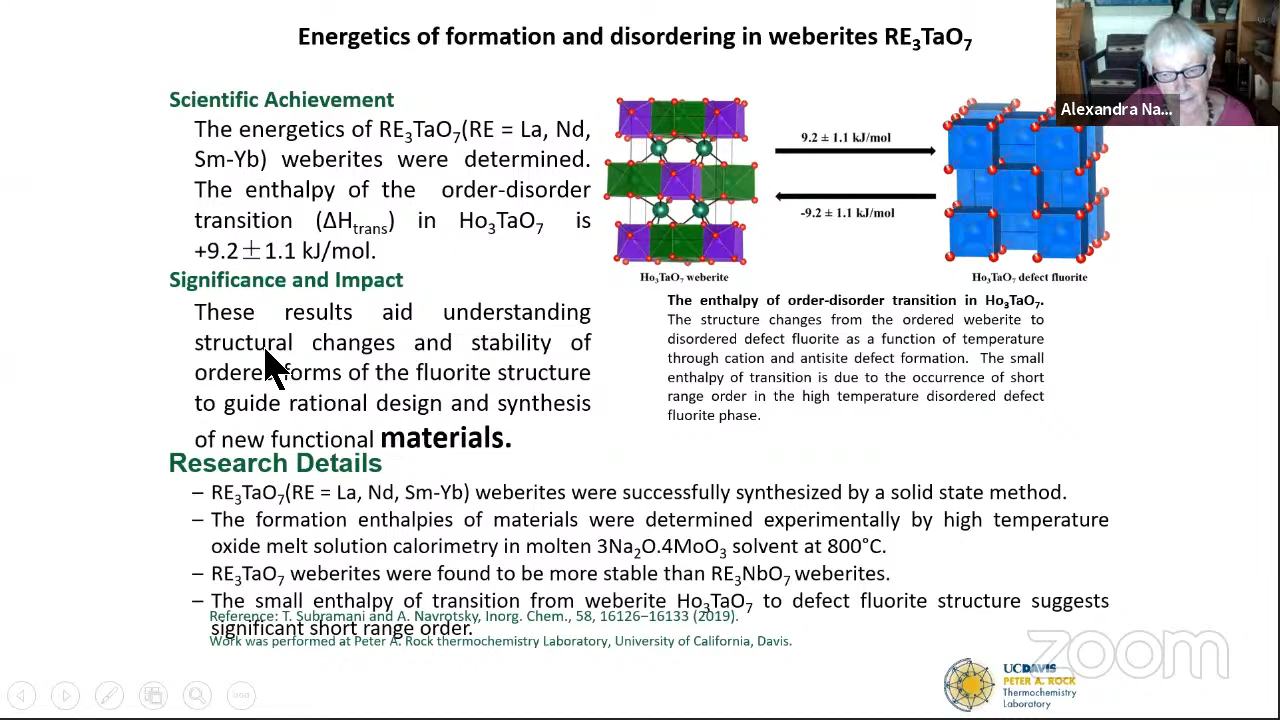 Energetics of formation and disordering in weberites RE₃TaO₇
Alexandra Na...
Scientific Achievement
The energetics of RE₃TaO₇(RE = La, Nd,
Sm-Yb) weberites were determined.
The enthalpy of the order-disorder
transition (ΔHtrans) in Ho₃TaO₇ is
+9.2±1.1 kJ/mol.
Significance and Impact
These results aid understanding
structural changes and stability of
ordered forms of the fluorite structure
to guide rational design and synthesis
of new functional materials.
9.2 ± 1.1 kJ/mol
-9.2 ± 1.1 kJ/mol
Ho₃TaO₇ weberite
Ho₃TaO₇ defect fluorite
The enthalpy of order-disorder transition in Ho₃TaO₇.
The structure changes from the ordered weberite to
disordered defect fluorite as a function of temperature
through cation and antisite defect formation. The small
enthalpy of transition is due to the occurrence of short
range order in the high temperature disordered defect
fluorite phase.
Research Details
– RE₃TaO₇(RE = La, Nd, Sm-Yb) weberites were successfully synthesized by a solid state method.
– The formation enthalpies of materials were determined experimentally by high temperature
oxide melt solution calorimetry in molten 3Na₂O.4MoO₃ solvent at 800°C.
– RE₃TaO₇ weberites were found to be more stable than RE₃NbO₇ weberites.
– The small enthalpy of transition from weberite Ho₃TaO₇ to defect fluorite structure suggests
significant short range order.
Reference: T. Subramani and A. Navrotsky, Inorg. Chem., 58, 16126–16133 (2019).
Work was performed at Peter A. Rock thermochemistry Laboratory, University of California, Davis.
zoom
UCDAVIS
PETER A. ROCK
Thermochemistry
Laboratory